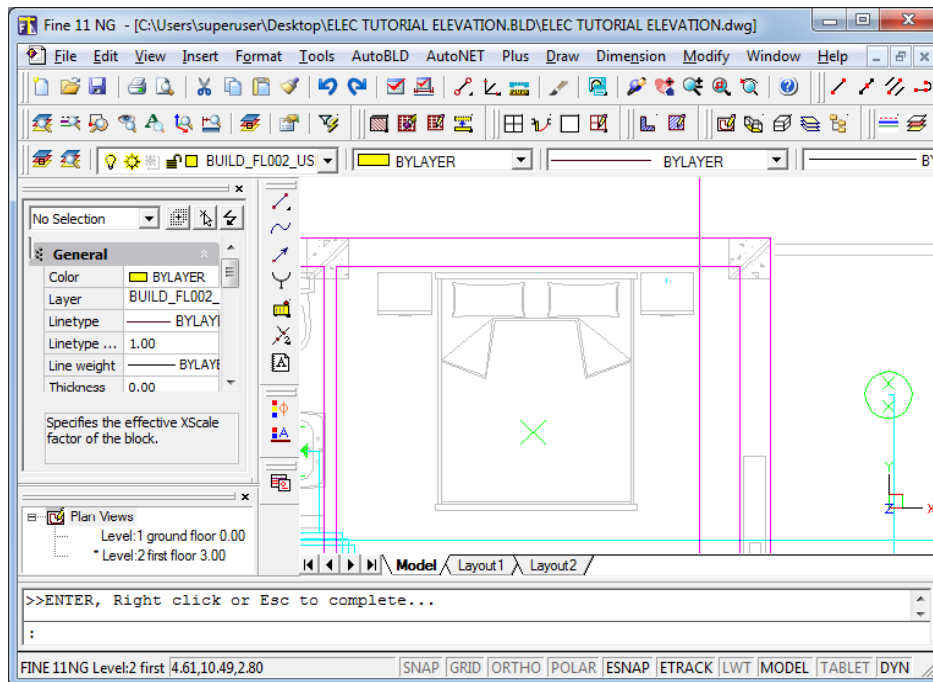 Fine 11 NG - [C:\Users\superuser\Desktop\ELEC TUTORIAL ELEVATION.BLD\ELEC TUTORIAL ELEVATION.dwg]
File Edit View Insert Format Tools AutoBLD AutoNET Plus Draw Dimension Modify Window Help
BUILD_FL002_US BYLAYER BYLAYER BY
No Selection
General
Color BYLAYER
Layer BUILD_FL002_
Linetype BYLAYE
Linetype ... 1.00
Line weight BYLAYE
Thickness 0.00
Specifies the effective XScale
factor of the block.
Plan Views
Level:1 ground floor 0.00
* Level:2 first floor 3.00
Y
Z X
Model Layout1 Layout2
>>ENTER, Right click or Esc to complete...
:
FINE 11NG Level:2 first 4.61,10.49,2.80 SNAP GRID ORTHO POLAR ESNAP ETRACK LWT MODEL TABLET DYN